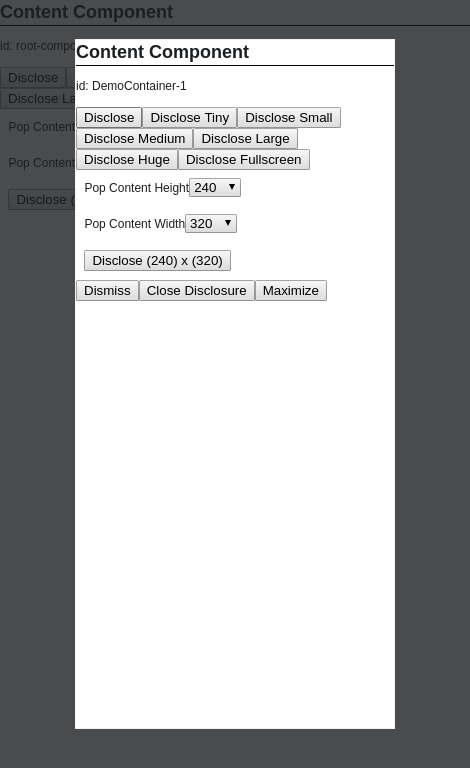 Content Component
id: root-compo
Disclose
Disclose La
Pop Content
Pop Content
Disclose (
Content Component
id: DemoContainer-1
Disclose Disclose Tiny Disclose Small
Disclose Medium Disclose Large
Disclose Huge Disclose Fullscreen
Pop Content Height 240 ▼
Pop Content Width 320 ▼
Disclose (240) x (320)
Dismiss Close Disclosure Maximize